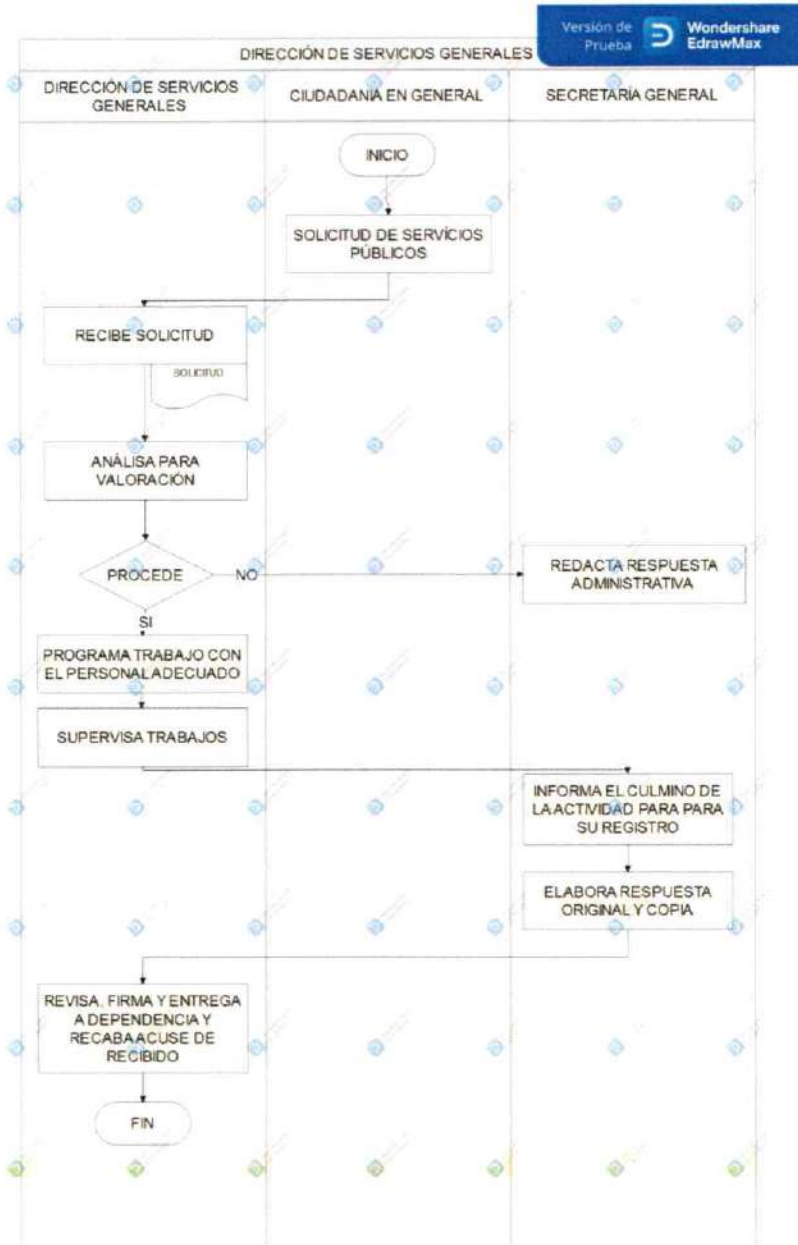 Versión de
Prueba
Wondershare
EdrawMax
DIRECCIÓN DE SERVICIOS GENERALES
DIRECCIÓN DE SERVICIOS
GENERALES
CIUDADANÍA EN GENERAL
SECRETARÍA GENERAL
INICIO
SOLICITUD DE SERVICIOS
PÚBLICOS
RECIBE SOLICITUD
SOLICITUD
ANÁLISA PARA
VALORACIÓN
PROCEDE
NO
REDACTA RESPUESTA
ADMINISTRATIVA
SI
PROGRAMA TRABAJO CON
EL PERSONAL ADECUADO
SUPERVISA TRABAJOS
INFORMA EL CULMINO DE
LA ACTIVIDAD PARA PARA
SU REGISTRO
ELABORA RESPUESTA
ORIGINAL Y COPIA
REVISA, FIRMA Y ENTREGA
A DEPENDENCIA Y
RECABA ACUSE DE
RECIBIDO
FIN